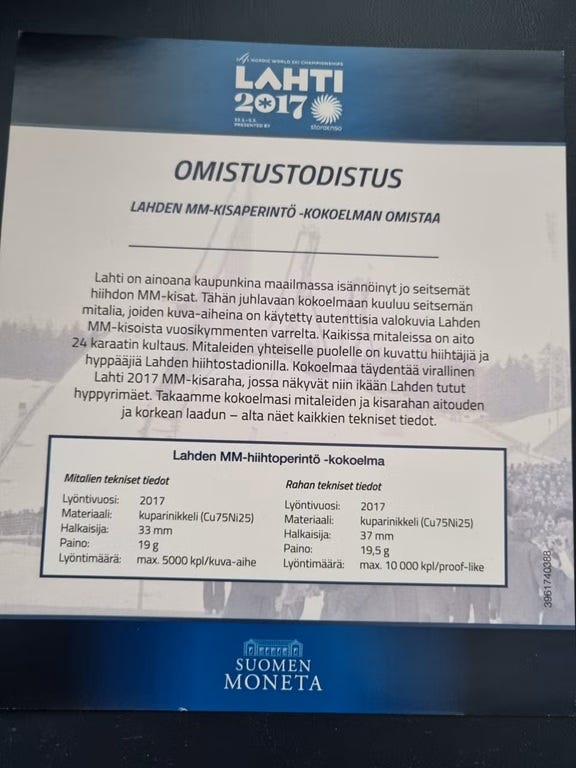 FIS NORDIC WORLD SKI CHAMPIONSHIPS
LAHTI
2017
22.2.–5.3.
PRESENTED BY
storaenso
OMISTUSTODISTUS
LAHDEN MM-KISAPERINTÖ -KOKOELMAN OMISTAA
Lahti on ainoana kaupunkina maailmassa isännöinyt jo seitsemät
hiihdon MM-kisat. Tähän juhlavaan kokoelmaan kuuluu seitsemän
mitalia, joiden kuva-aiheina on käytetty autenttisia valokuvia Lahden
MM-kisoista vuosikymmenten varrelta. Kaikissa mitaleissa on aito
24 karaatin kultaus. Mitaleiden yhteiselle puolelle on kuvattu hiihtäjiä ja
hyppääjiä Lahden hiihtostadionilla. Kokoelmaa täydentää virallinen
Lahti 2017 MM-kisaraha, jossa näkyvät niin ikään Lahden tutut
hyppyrimäet. Takaamme kokoelmasi mitaleiden ja kisarahan aitouden
ja korkean laadun – alta näet kaikkien tekniset tiedot.
Lahden MM-hiihtoperintö -kokoelma
Mitalien tekniset tiedot
Lyöntivuosi: 2017
Materiaali: kuparinikkeli (Cu75Ni25)
Halkaisija: 33 mm
Paino: 19 g
Lyöntimäärä: max. 5000 kpl/kuva-aihe
Rahan tekniset tiedot
Lyöntivuosi: 2017
Materiaali: kuparinikkeli (Cu75Ni25)
Halkaisija: 37 mm
Paino: 19,5 g
Lyöntimäärä: max. 10 000 kpl/proof-like
3961740388
SUOMEN
MONETA